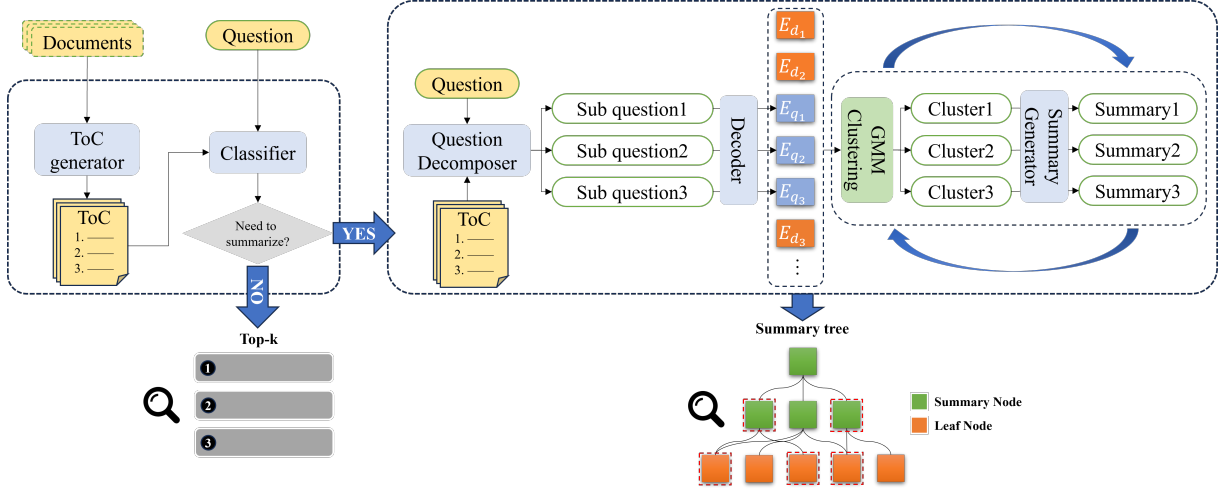 Documents
Question
ToC
generator
Classifier
ToC
1.
2.
3.
Need to
summarize?
YES
NO
Top-k
1
2
3
Question
Question
Decomposer
ToC
1.
2.
3.
Sub question1
Sub question2
Sub question3
Decoder
E_{d_1}
E_{d_2}
E_{q_1}
E_{q_2}
E_{q_3}
E_{d_3}
⋮
GMM
Clustering
Cluster1
Cluster2
Cluster3
Summary
Generator
Summary1
Summary2
Summary3
Summary tree
Summary Node
Leaf Node